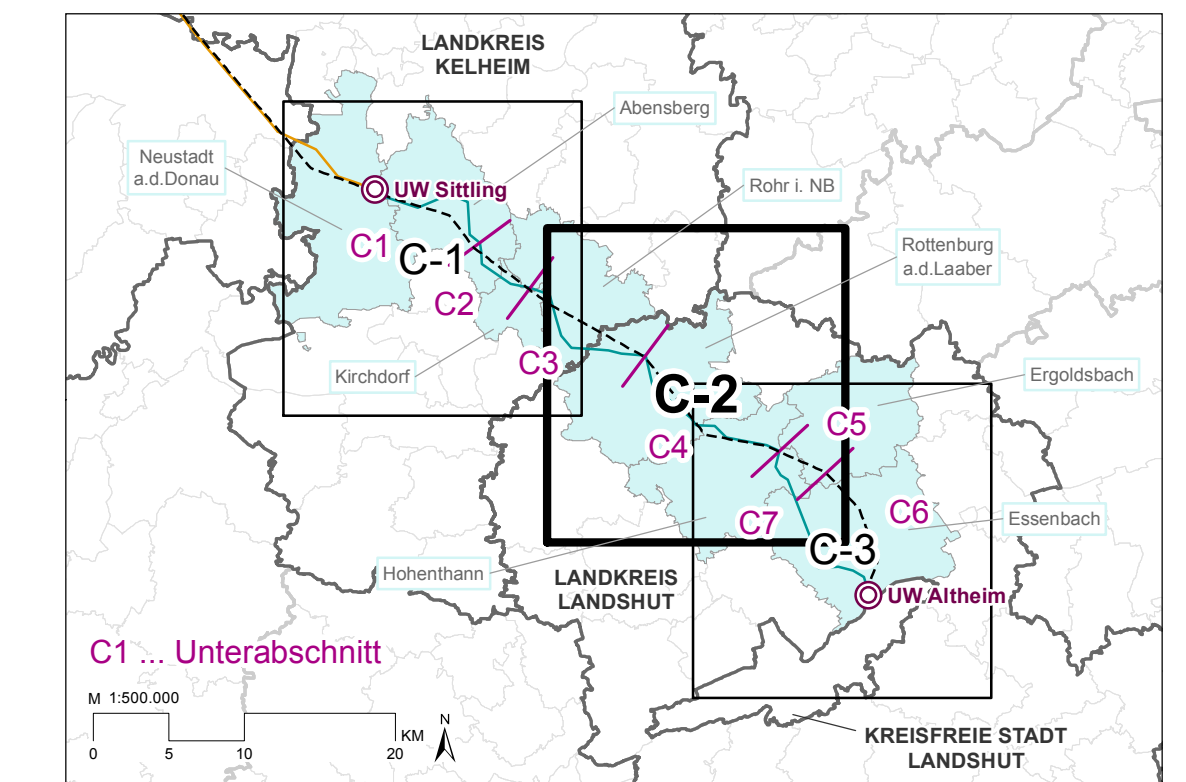 LANDKREIS
KELHEIM
Abensberg
Neustadt
a.d.Donau
UW Sittling
Rohr i. NB
C1
C-1
Rottenburg
a.d.Laaber
C2
C3
Kirchdorf
Ergoldsbach
C-2
C5
C4
C6
C7
Essenbach
C-3
Hohenthann
LANDKREIS
LANDSHUT
UW.Altheim
C1 ... Unterabschnitt
M 1:500.000
N
KM
0 5 10 20
KREISFREIE STADT
LANDSHUT